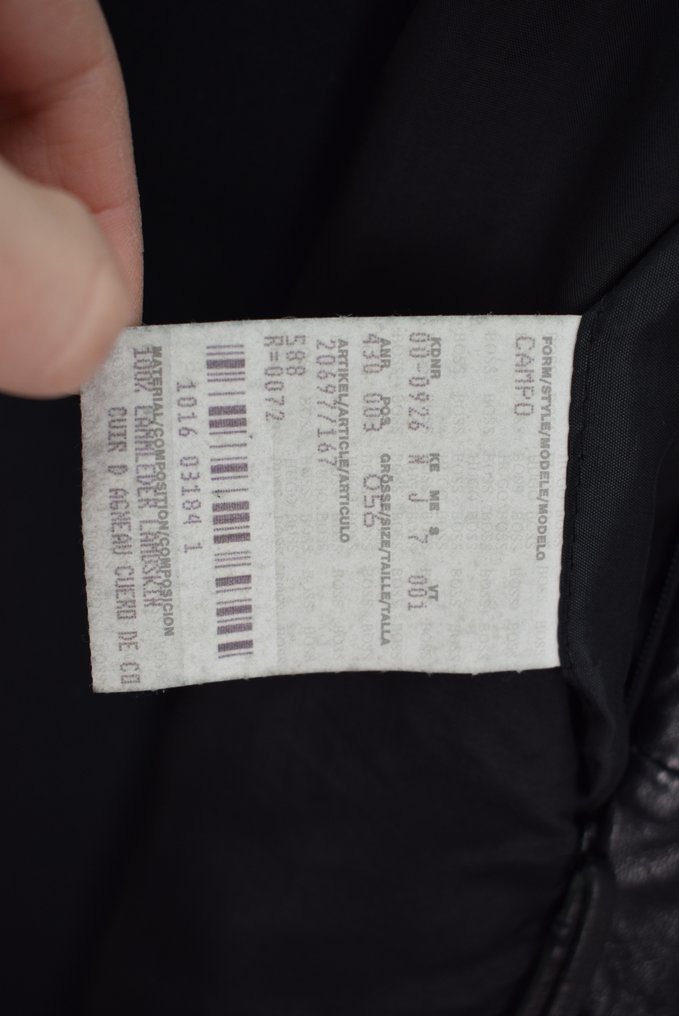 FORM/STYLE/MODELE/MODELO
CAMPO
KDNR KE ME S VT
00-0926 N J 7 001
ANR POS GRÖSSE/SIZE/TAILLE/TALLA
430 003 056
ARTIKEL/ARTICLE/ARTICULO
20697/167
588
R=0072
1016 03184 1
MATERIAL/COMPOSITION/COMPOSICION
100% LAMMLEDER LAMBSKIN
CUIR D AGNEAU CUERO DE CO